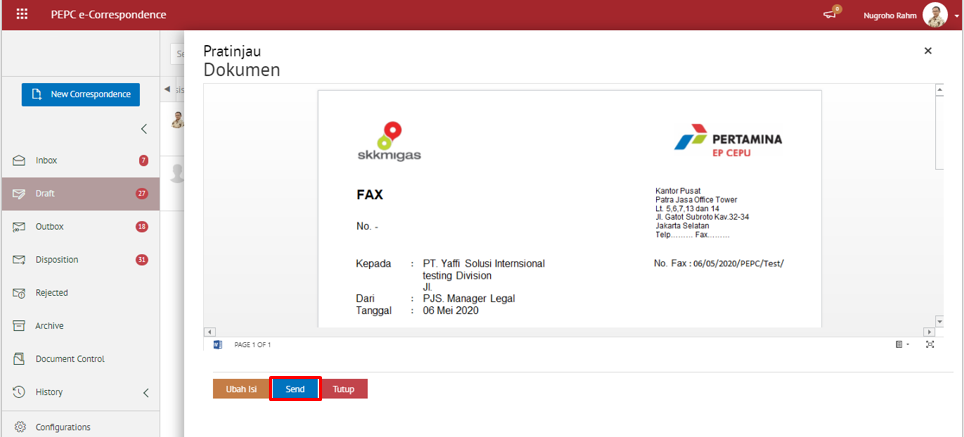 PEPC e-Correspondence
0
Nugroho Rahm
New Correspondence
Inbox 7
Draft 27
Outbox 18
Disposition 31
Rejected
Archive
Document Control
History
Configurations
Se
sis
Pratinjau
Dokumen
skkmigas
PERTAMINA
EP CEPU
FAX
No. -
Kantor Pusat
Patra Jasa Office Tower
Lt. 5,6,7,13 dan 14
Jl. Gatot Subroto Kav.32-34
Jakarta Selatan
Telp......... Fax.........
Kepada : PT. Yaffi Solusi Internsional
testing Division
Jl.
No. Fax : 06/05/2020/PEPC/Test/
Dari : PJS. Manager Legal
Tanggal : 06 Mei 2020
PAGE 1 OF 1
Ubah Isi
Send
Tutup